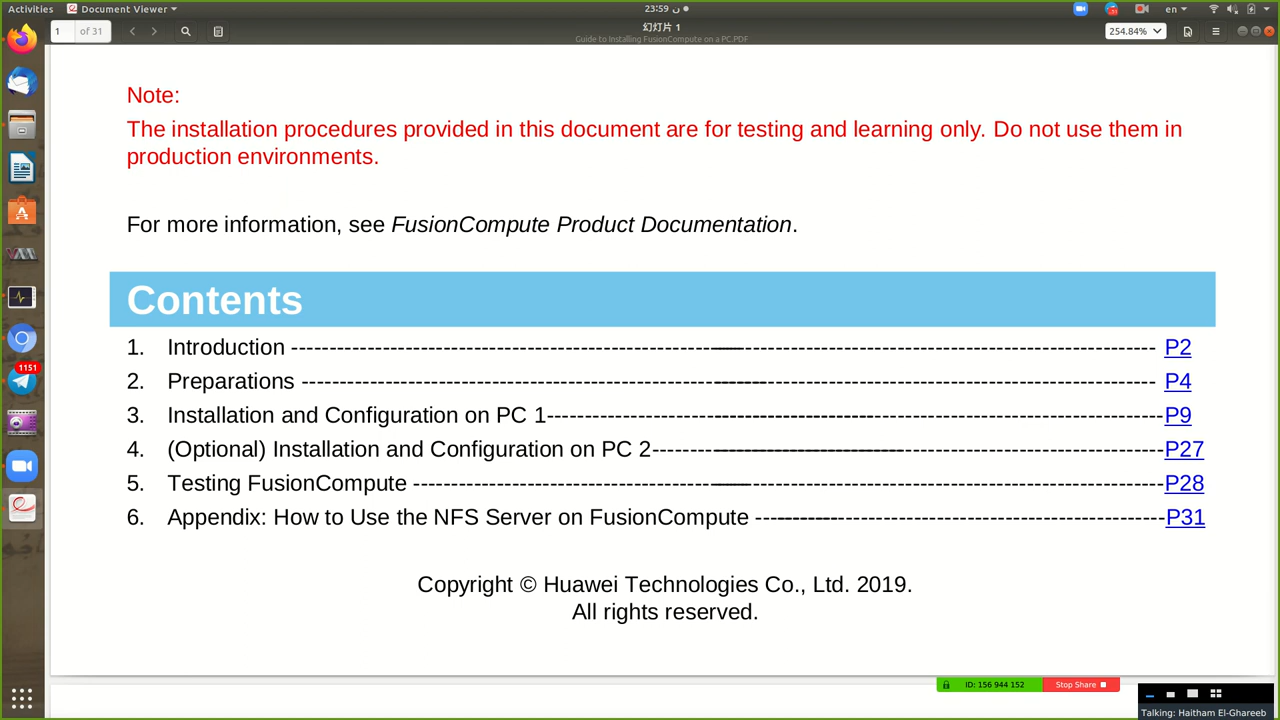 Activities
Document Viewer
23:59 ن
en
1
of 31
幻灯片 1
Guide to Installing FusionCompute on a PC.PDF
254.84%
Note:
The installation procedures provided in this document are for testing and learning only. Do not use them in
production environments.
For more information, see FusionCompute Product Documentation.
Contents
1. Introduction ---------------------------------------------------------------------------------------------------------------- P2
2. Preparations --------------------------------------------------------------------------------------------------------------- P4
3. Installation and Configuration on PC 1--------------------------------------------------------------------------------P9
4. (Optional) Installation and Configuration on PC 2-------------------------------------------------------------------P27
5. Testing FusionCompute --------------------------------------------------------------------------------------------------P28
6. Appendix: How to Use the NFS Server on FusionCompute ------------------------------------------------------P31
Copyright © Huawei Technologies Co., Ltd. 2019.
All rights reserved.
1151
ID: 156 944 152
Stop Share
Talking: Haitham El-Ghareeb